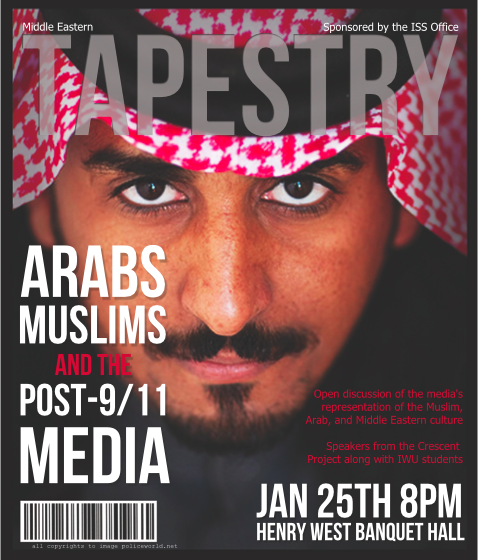 Middle Eastern
Sponsored by the ISS Office
TAPESTRY
ARABS
MUSLIMS
AND THE
POST-9/11
MEDIA
Open discussion of the media's
representation of the Muslim,
Arab, and Middle Eastern culture
Speakers from the Crescent
Project along with IWU students
JAN 25TH 8PM
HENRY WEST BANQUET HALL
all copyrights to image policeworld.net